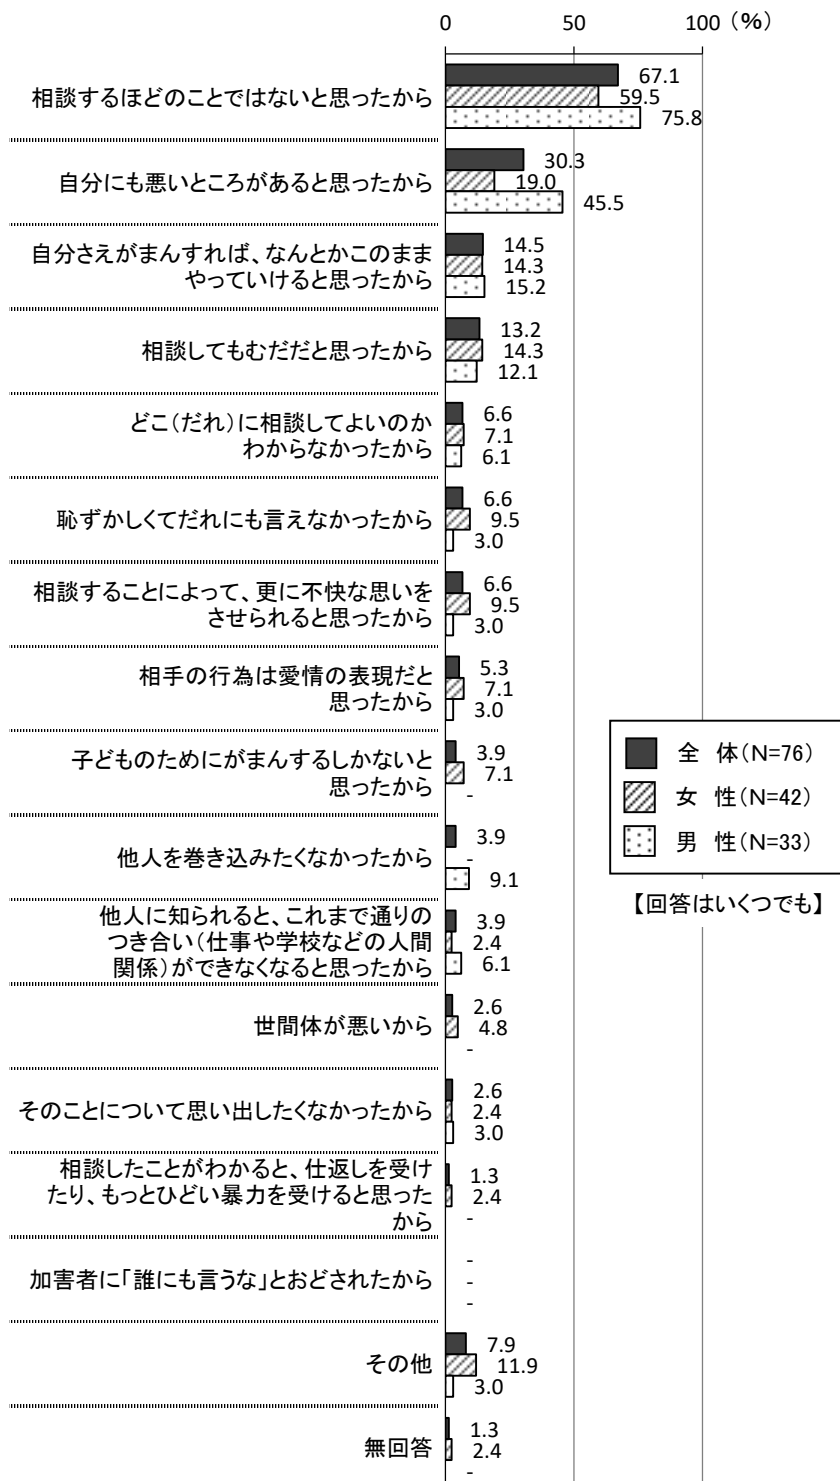 0 50 100 (%)
相談するほどのことではないと思ったから
67.1
59.5
75.8
自分にも悪いところがあると思ったから
30.3
19.0
45.5
自分さえがまんすれば、なんとかこのまま
やっていけると思ったから
14.5
14.3
15.2
相談してもむだだと思ったから
13.2
14.3
12.1
どこ(だれ)に相談してよいのか
わからなかったから
6.6
7.1
6.1
恥ずかしくてだれにも言えなかったから
6.6
9.5
3.0
相談することによって、更に不快な思いを
させられると思ったから
6.6
9.5
3.0
相手の行為は愛情の表現だと
思ったから
5.3
7.1
3.0
子どものためにがまんするしかないと
思ったから
3.9
7.1
-
他人を巻き込みたくなかったから
3.9
-
9.1
他人に知られると、これまで通りの
つき合い(仕事や学校などの人間
関係)ができなくなると思ったから
3.9
2.4
6.1
世間体が悪いから
2.6
4.8
-
そのことについて思い出したくなかったから
2.6
2.4
3.0
相談したことがわかると、仕返しを受け
たり、もっとひどい暴力を受けると思った
から
1.3
2.4
-
加害者に「誰にも言うな」とおどされたから
-
-
-
その他
7.9
11.9
3.0
無回答
1.3
2.4
-
全 体(N=76)
女 性(N=42)
男 性(N=33)
【回答はいくつでも】